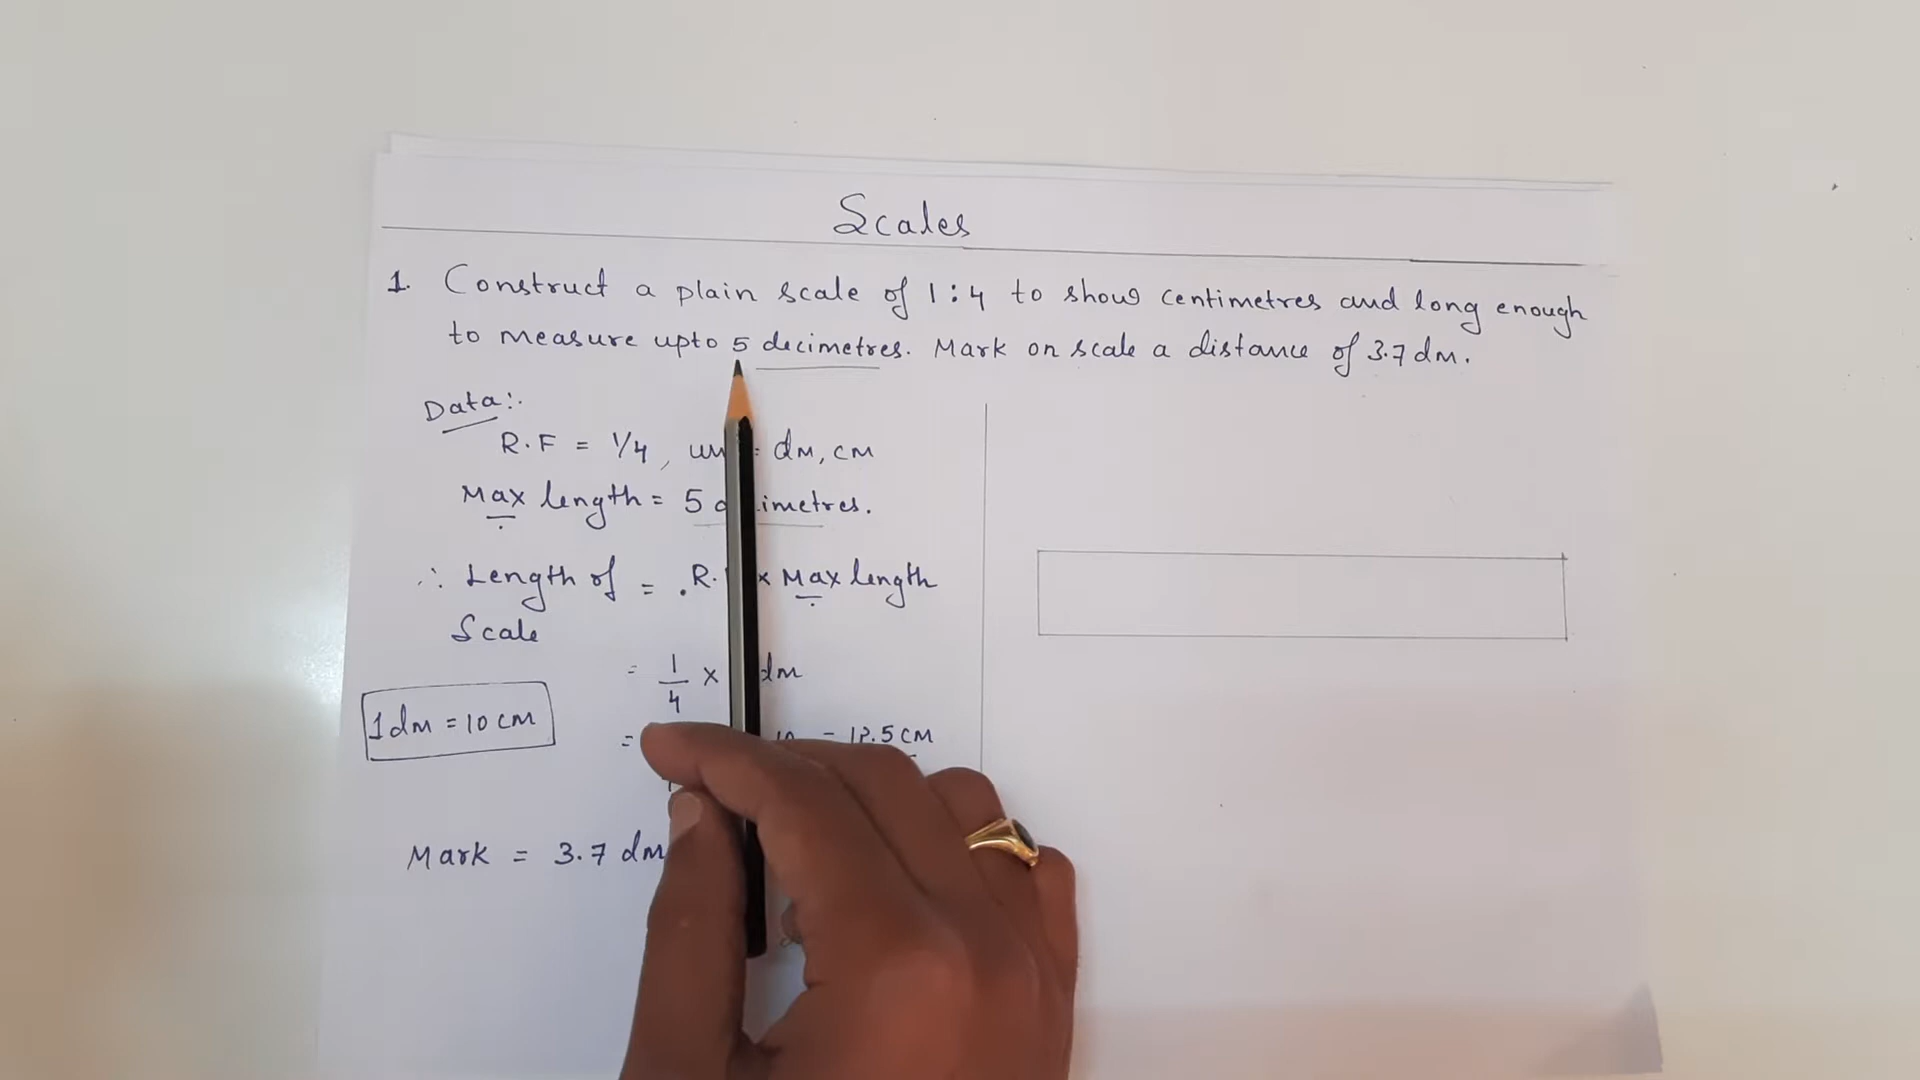 Scales
1. Construct a plain scale of 1:4 to show centimetres and long enough
to measure upto 5 decimetres. Mark on scale a distance of 3.7 dm.
Data:-
R.F = 1/4, = dm, cm
Max length = 5
∴ Length of = x Max length
Scale
= 1/4 x dm
1dm = 10 cm
= = 12.5 cm
Mark = 3.7 dm